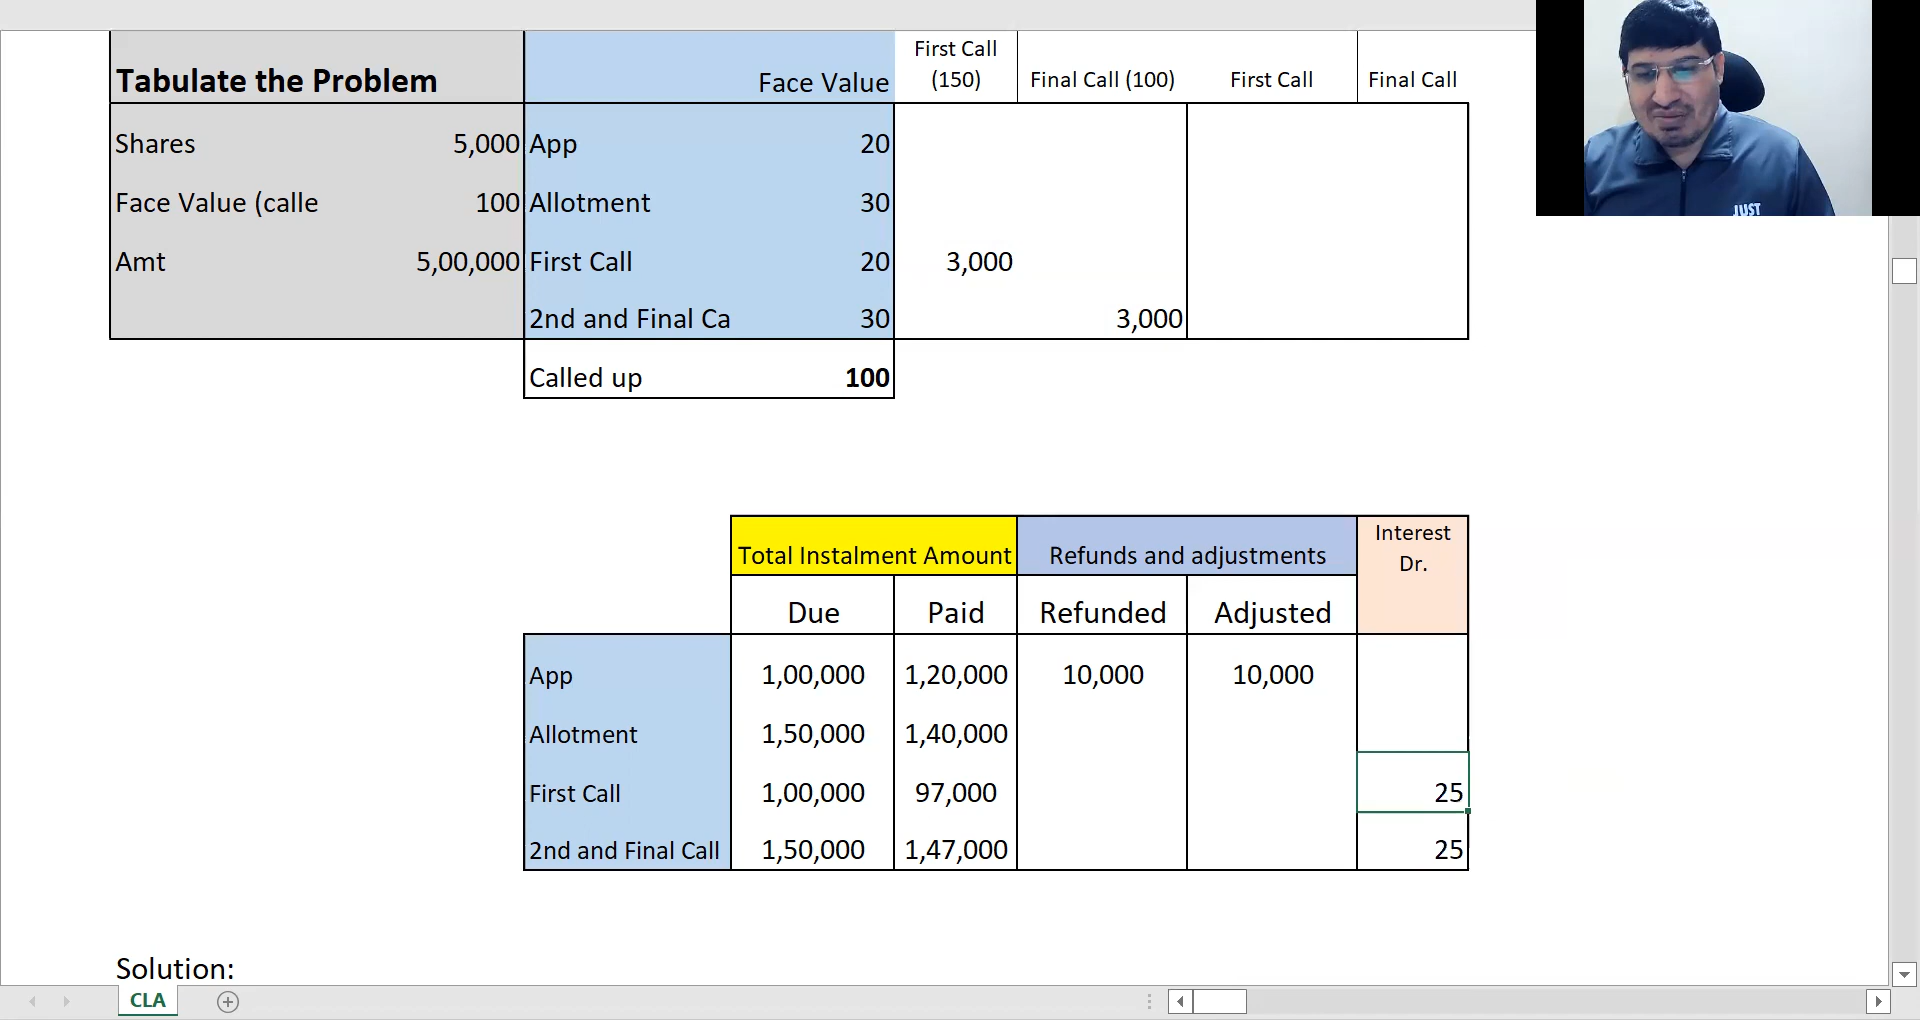 First Call
Tabulate the Problem Face Value (150) Final Call (100) First Call Final Call
Shares 5,000 App 20
Face Value (calle 100 Allotment 30
Amt 5,00,000 First Call 20 3,000
2nd and Final Ca 30 3,000
Called up 100
JUST
Total Instalment Amount Refunds and adjustments Interest
Dr.
Due Paid Refunded Adjusted
App 1,00,000 1,20,000 10,000 10,000
Allotment 1,50,000 1,40,000
First Call 1,00,000 97,000 25
2nd and Final Call 1,50,000 1,47,000 25
Solution:
CLA